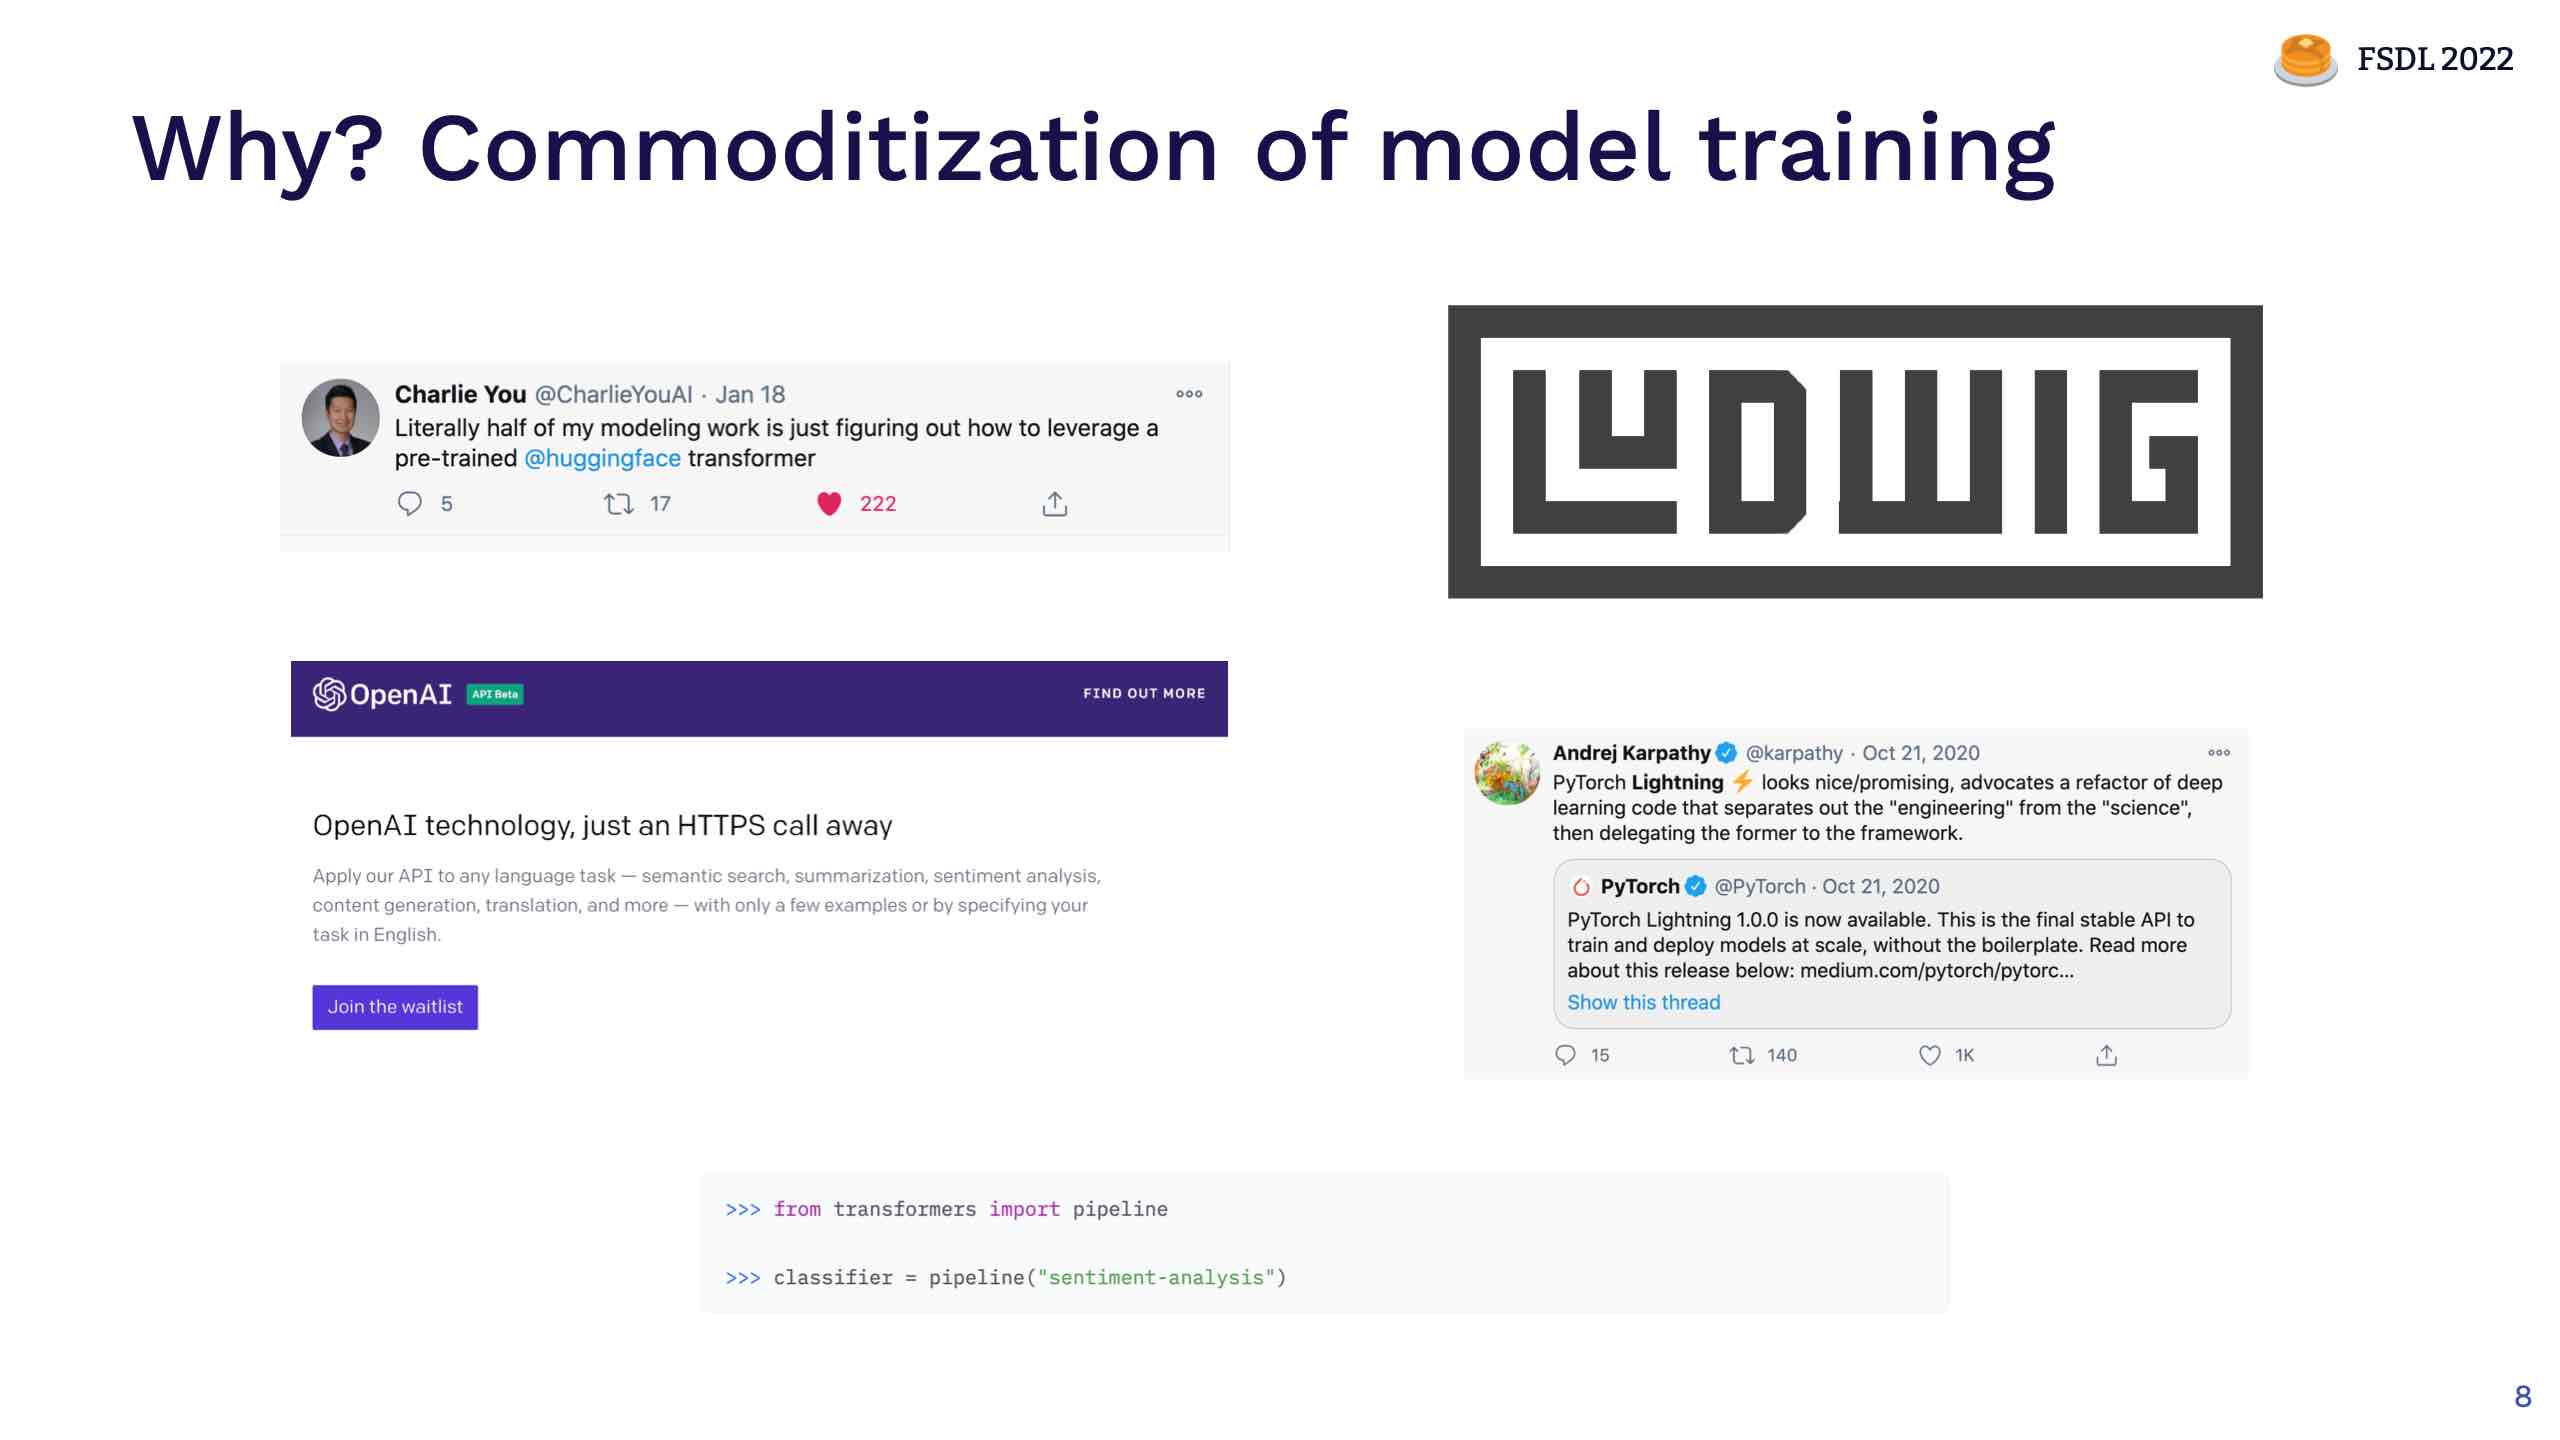 FSDL 2022
Why? Commoditization of model training
Charlie You @CharlieYouAI · Jan 18
Literally half of my modeling work is just figuring out how to leverage a
pre-trained @huggingface transformer
5 17 222
LUDWIG
OpenAI API Beta FIND OUT MORE
OpenAI technology, just an HTTPS call away
Apply our API to any language task — semantic search, summarization, sentiment analysis,
content generation, translation, and more — with only a few examples or by specifying your
task in English.
Join the waitlist
Andrej Karpathy @karpathy · Oct 21, 2020
PyTorch Lightning ⚡ looks nice/promising, advocates a refactor of deep
learning code that separates out the "engineering" from the "science",
then delegating the former to the framework.
PyTorch @PyTorch · Oct 21, 2020
PyTorch Lightning 1.0.0 is now available. This is the final stable API to
train and deploy models at scale, without the boilerplate. Read more
about this release below: medium.com/pytorch/pytorc...
Show this thread
15 140 1K
>>> from transformers import pipeline
>>> classifier = pipeline("sentiment-analysis")
8